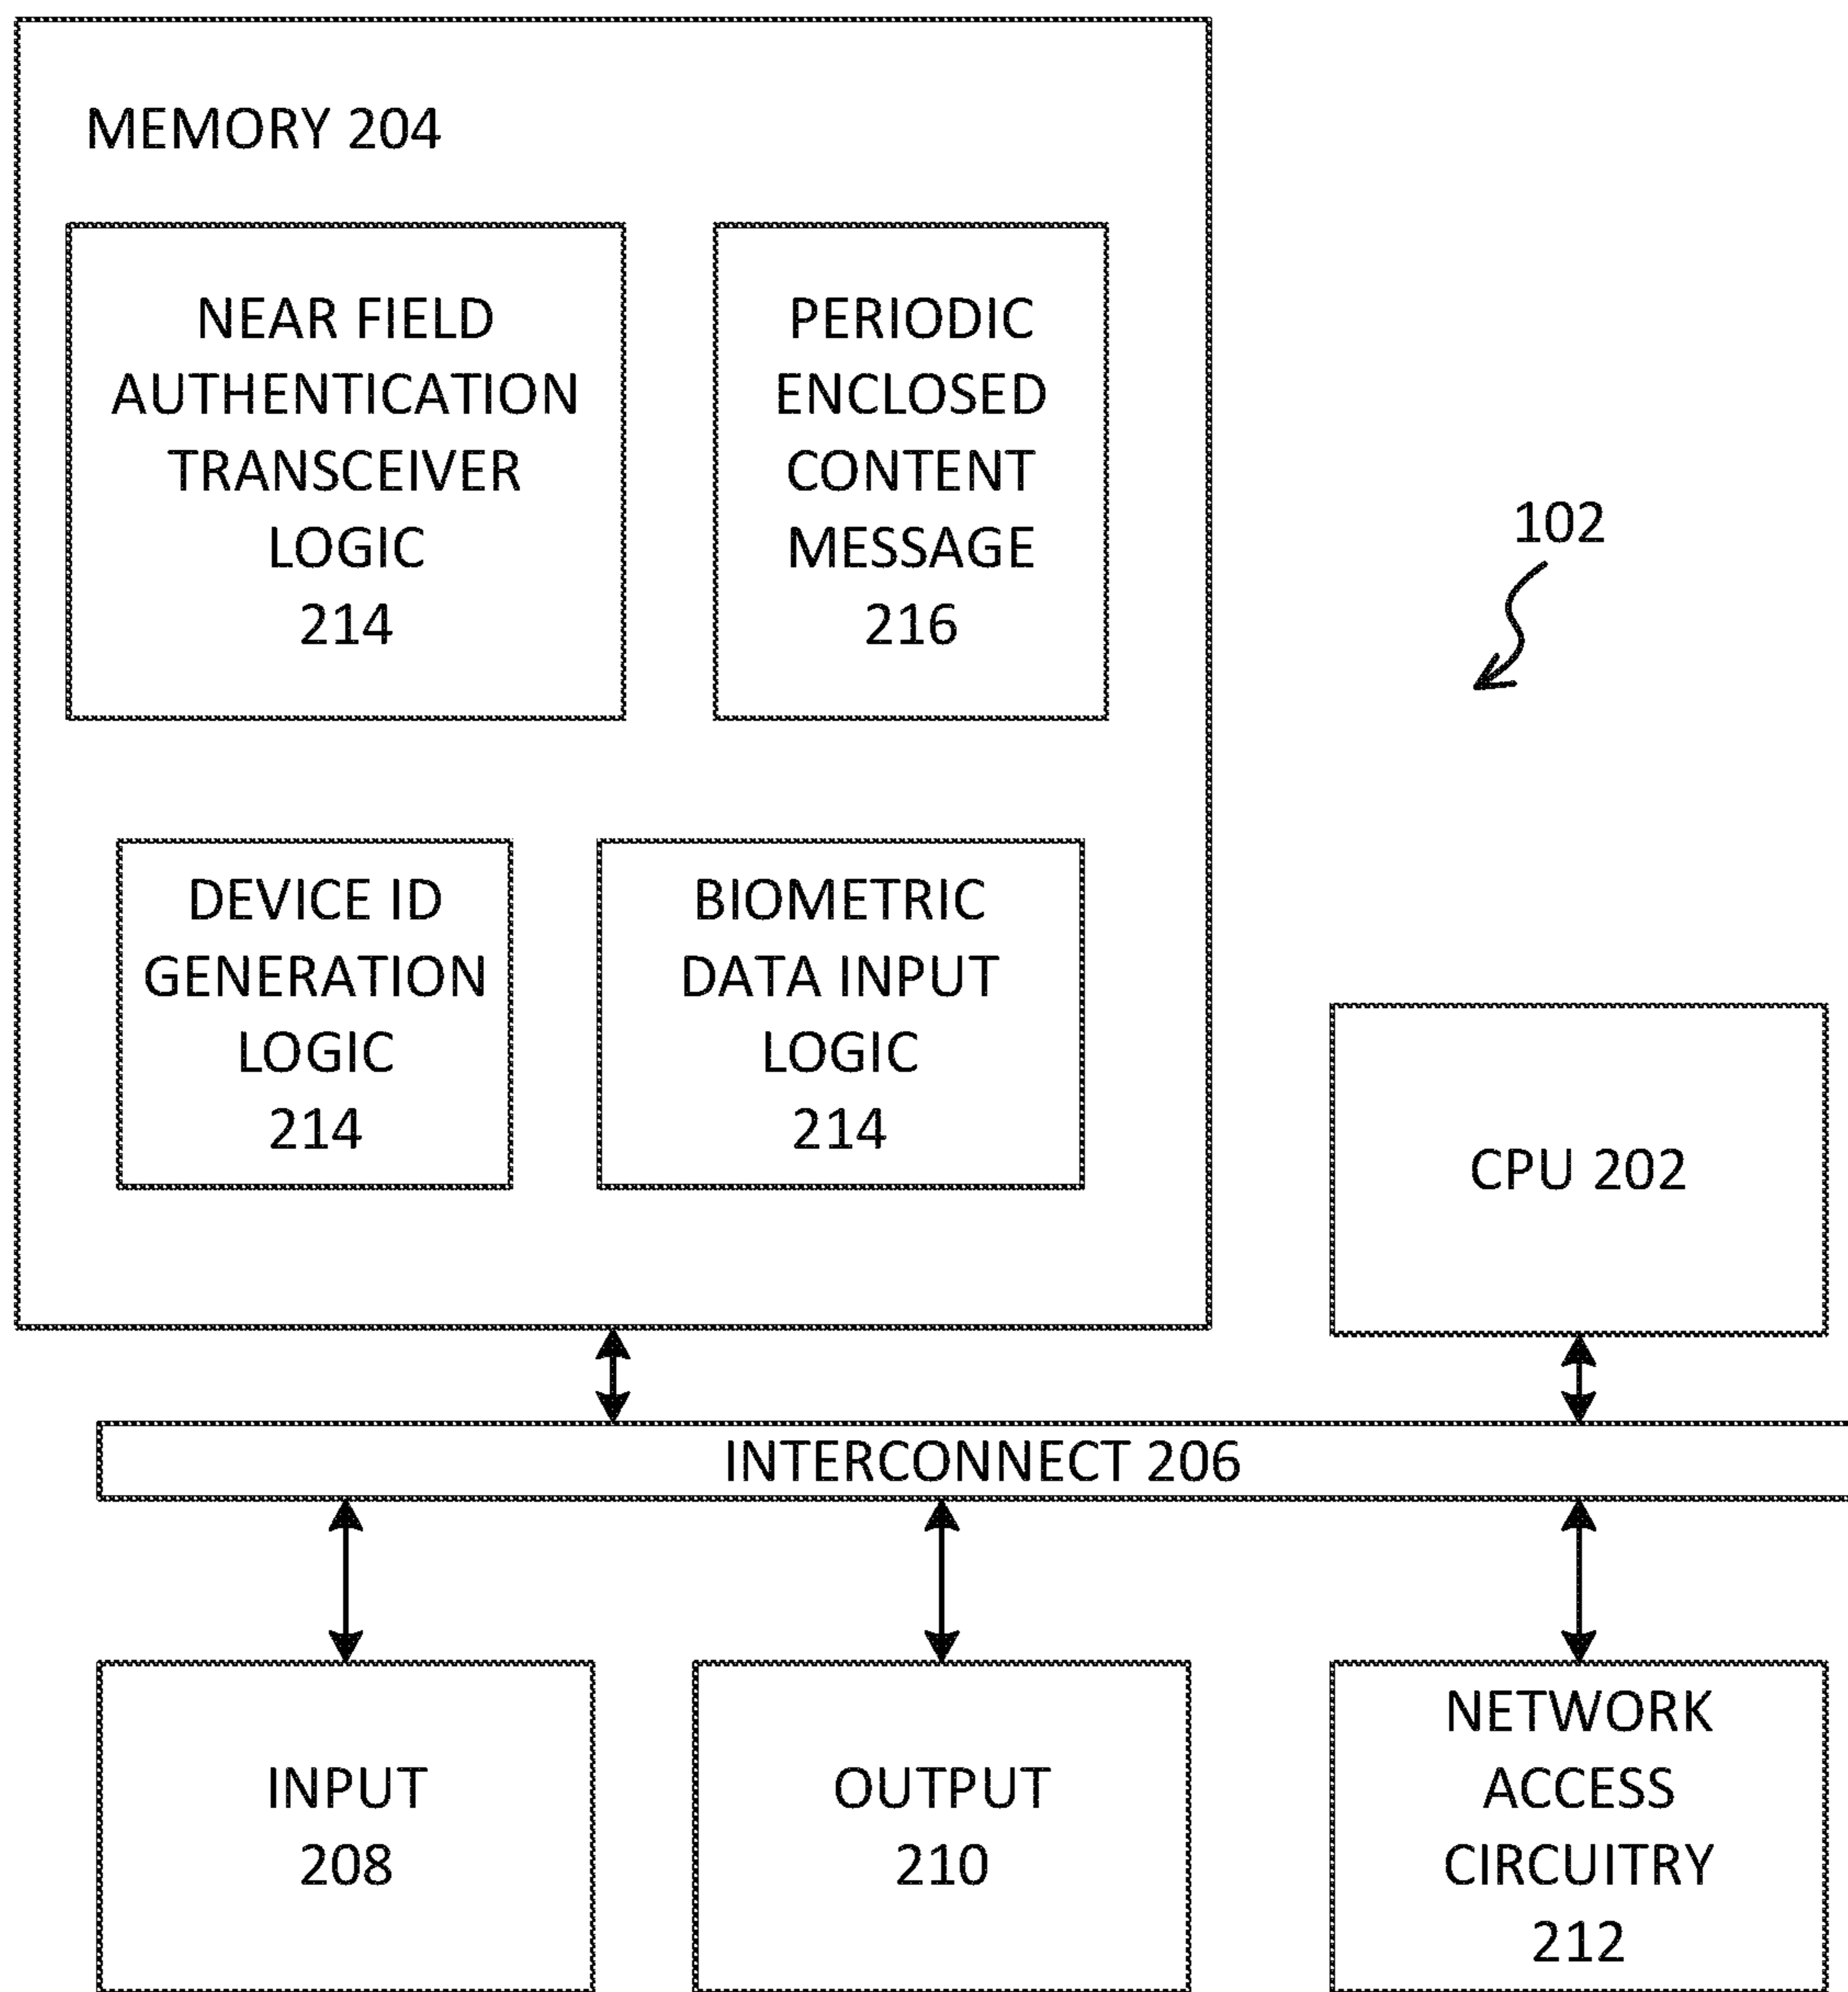 MEMORY 204
NEAR FIELD
AUTHENTICATION
TRANSCEIVER
LOGIC
214
PERIODIC
ENCLOSED
CONTENT
MESSAGE
216
102
DEVICE ID
GENERATION
LOGIC
214
BIOMETRIC
DATA INPUT
LOGIC
214
CPU 202
INTERCONNECT 206
INPUT
208
OUTPUT
210
NETWORK
ACCESS
CIRCUITRY
212